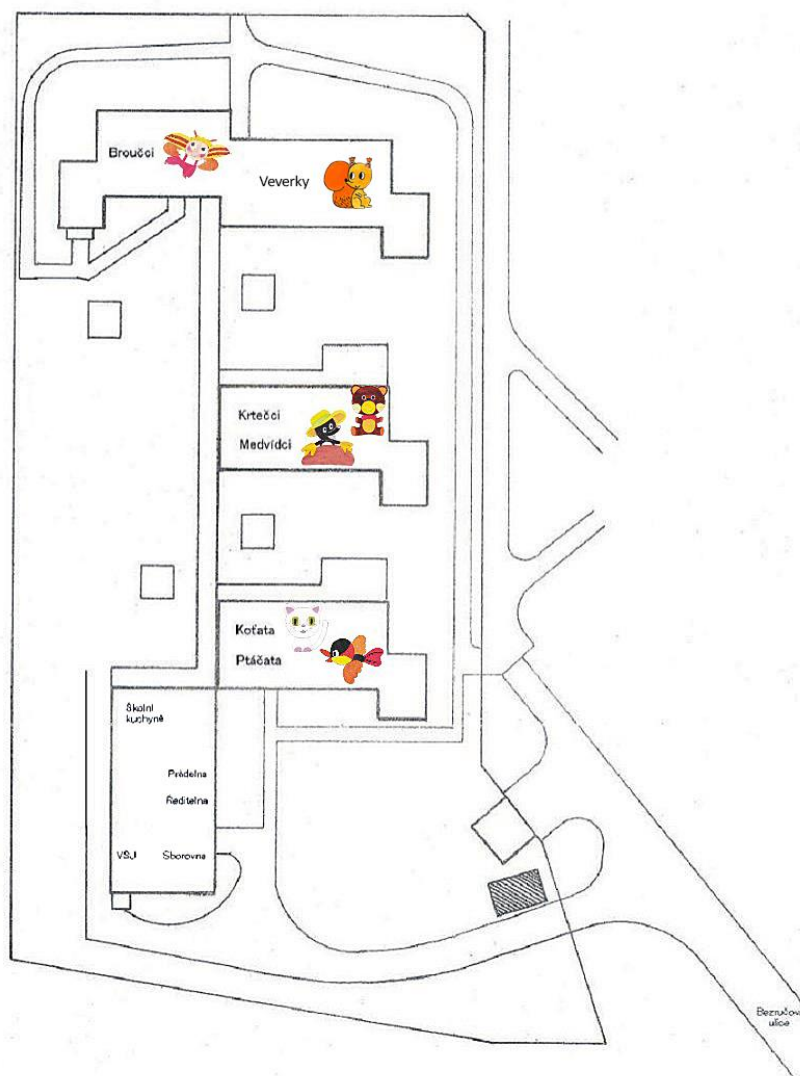 Broučci
Veverky
Krtečci
Medvídci
Koťata
Ptáčata
Školní
kuchyně
Prádelna
Ředitelna
VŠJ
Sborovna
Bezručova
ulice